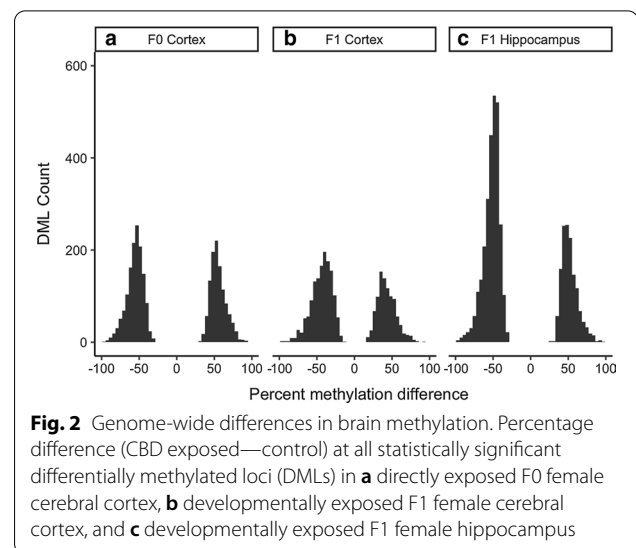 a F0 Cortex b F1 Cortex c F1 Hippocampus
600
400
200
0
DML Count
-100 -50 0 50 100 -100 -50 0 50 100 -100 -50 0 50 100
Percent methylation difference
Fig. 2 Genome-wide differences in brain methylation. Percentage
difference (CBD exposed—control) at all statistically significant
differentially methylated loci (DMLs) in a directly exposed F0 female
cerebral cortex, b developmentally exposed F1 female cerebral
cortex, and c developmentally exposed F1 female hippocampus